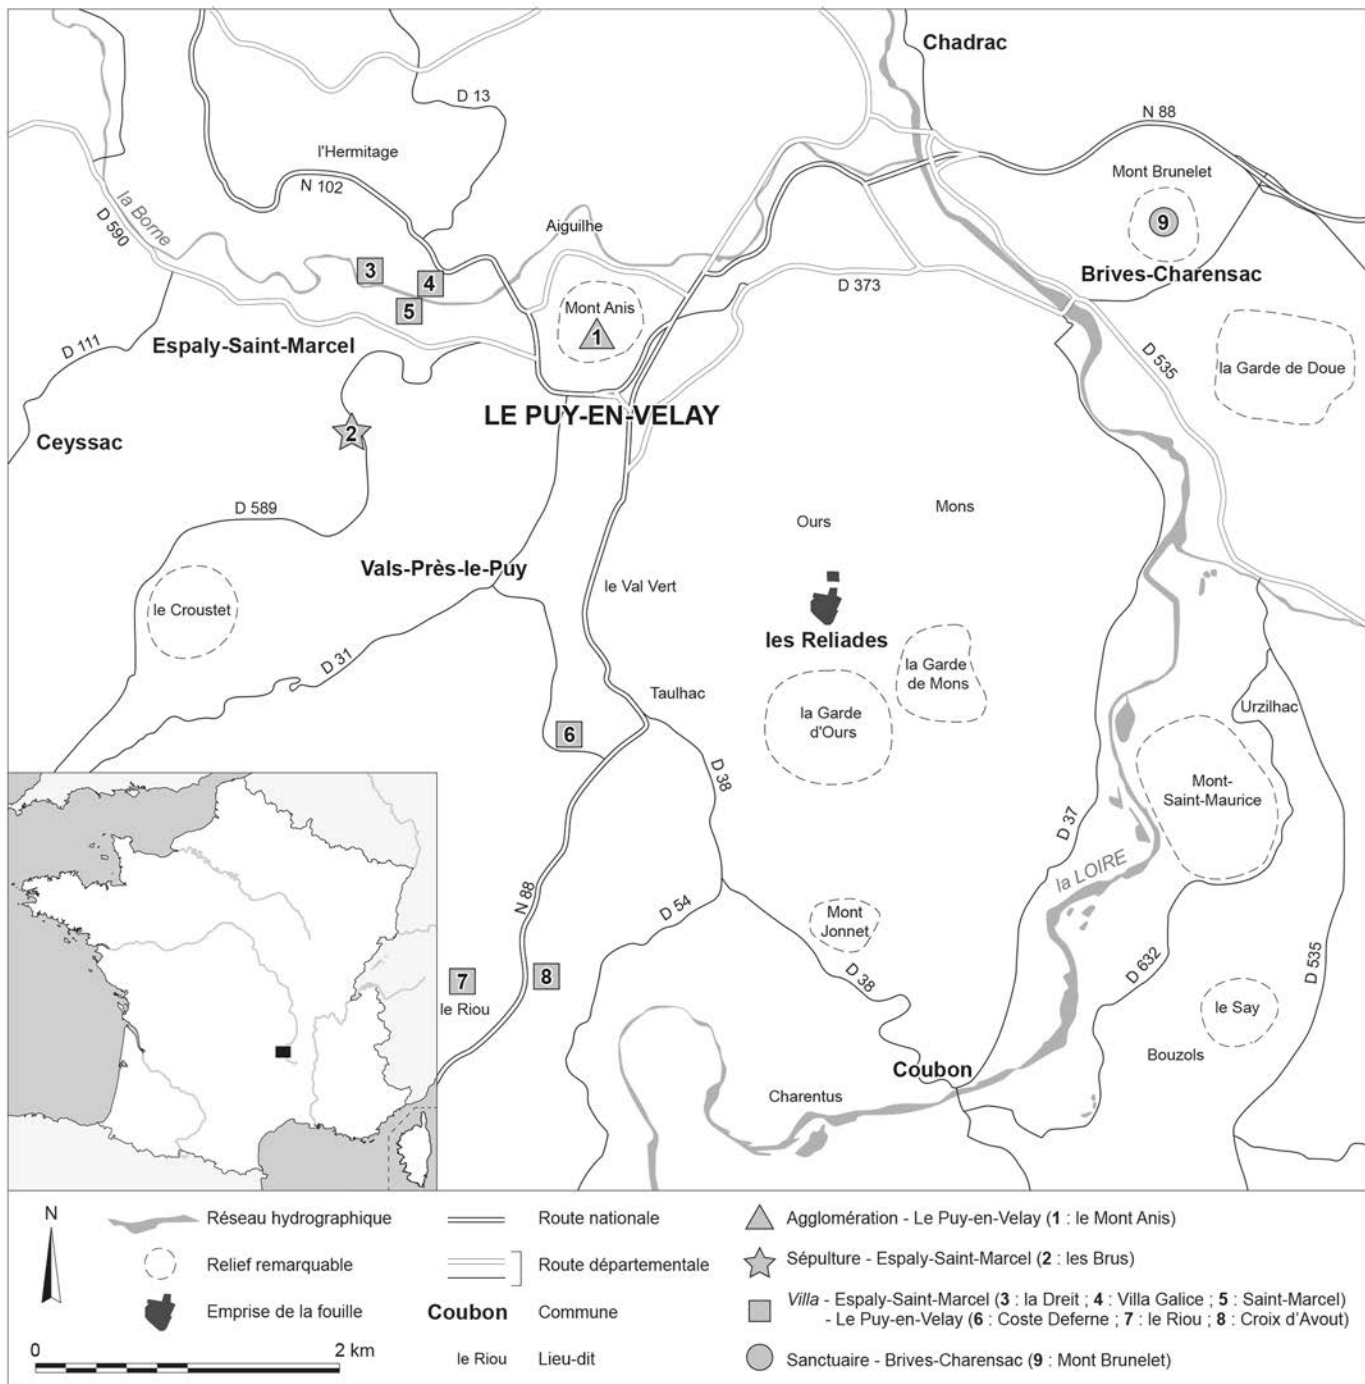 Chadrac
D 13
N 88
l'Hermitage
Mont Brunelet
N 102
la Borne
9
D 590
Aiguilhe
3
4
Brives-Charensac
D 373
5
Mont Anis
1
Espaly-Saint-Marcel
D 111
D 535
la Garde de Doue
LE PUY-EN-VELAY
2
Ceyssac
D 589
Mons
Ours
Vals-Près-le-Puy
le Val Vert
le Croustet
les Reliades
D 31
la Garde
de Mons
Taulhac
Urzilhac
la Garde
d'Ours
6
D 38
Mont-
Saint-Maurice
D 37
la LOIRE
N 88
D 54
Mont
Jonnet
D 632
D 535
7
8
D 38
le Riou
le Say
Bouzols
Coubon
Charentus
N
Réseau hydrographique
Relief remarquable
Emprise de la fouille
0
2 km
Route nationale
Route départementale
Coubon
Commune
le Riou
Lieu-dit
Agglomération - Le Puy-en-Velay (1 : le Mont Anis)
Sépulture - Espaly-Saint-Marcel (2 : les Brus)
Villa - Espaly-Saint-Marcel (3 : la Dreit ; 4 : Villa Galice ; 5 : Saint-Marcel)
- Le Puy-en-Velay (6 : Coste Deferne ; 7 : le Riou ; 8 : Croix d'Avout)
Sanctuaire - Brives-Charensac (9 : Mont Brunelet)